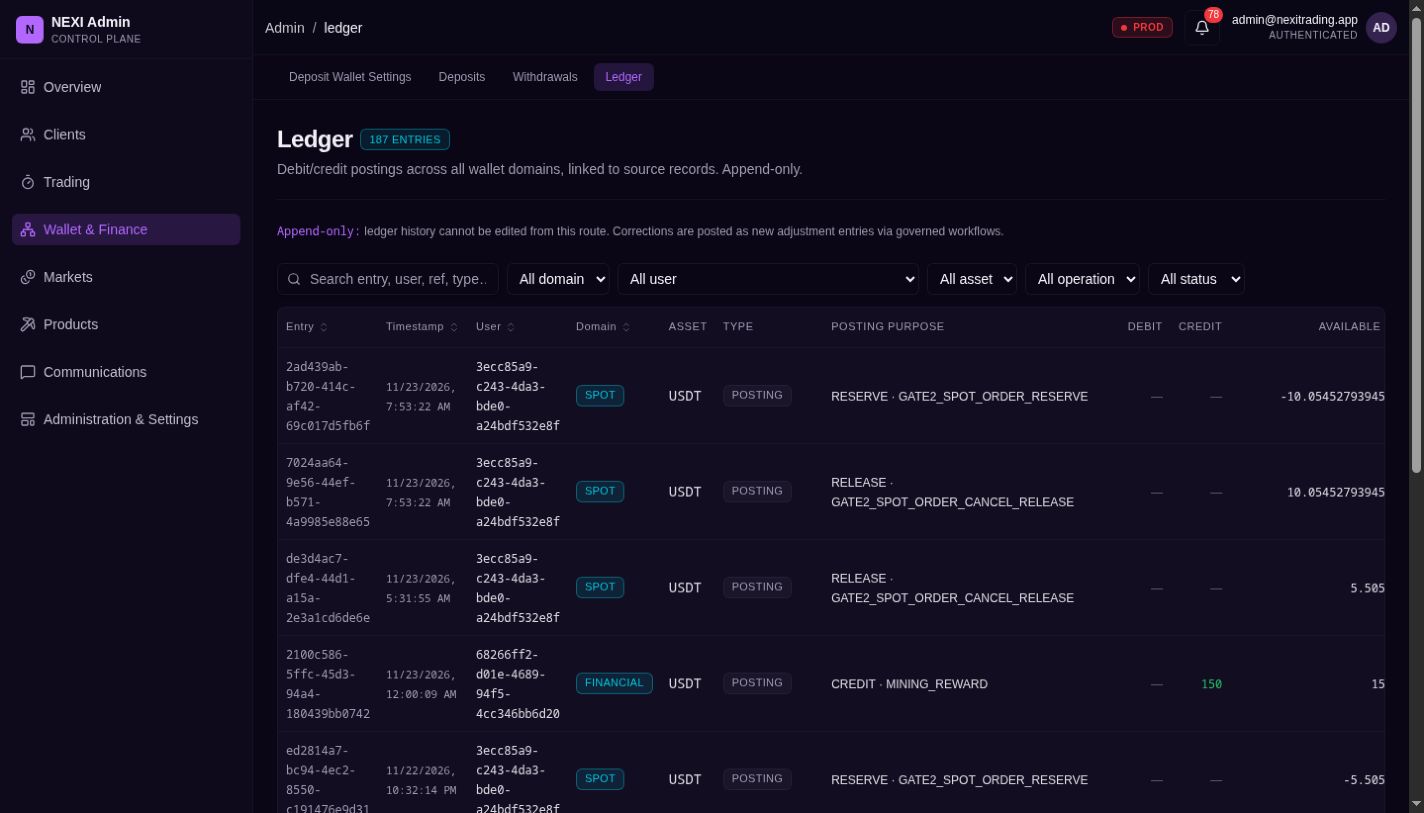 N
NEXI Admin
CONTROL PLANE
Admin / ledger
PROD
78
admin@nexitrading.app
AUTHENTICATED
AD
Overview
Clients
Trading
Wallet & Finance
Markets
Products
Communications
Administration & Settings
Deposit Wallet Settings
Deposits
Withdrawals
Ledger
Ledger
187 ENTRIES
Debit/credit postings across all wallet domains, linked to source records. Append-only.
Append-only: ledger history cannot be edited from this route. Corrections are posted as new adjustment entries via governed workflows.
Search entry, user, ref, type..
All domain
All user
All asset
All operation
All status
Entry
Timestamp
User
Domain
ASSET
TYPE
POSTING PURPOSE
DEBIT
CREDIT
AVAILABLE
2ad439ab-
b720-414c-
af42-
69c017d5fb6f
11/23/2026,
7:53:22 AM
3ecc85a9-
c243-4da3-
bde0-
a24bdf532e8f
SPOT
USDT
POSTING
RESERVE · GATE2_SPOT_ORDER_RESERVE
—
—
-10.05452793945
7024aa64-
9e56-44ef-
b571-
4a9985e88e65
11/23/2026,
7:53:22 AM
3ecc85a9-
c243-4da3-
bde0-
a24bdf532e8f
SPOT
USDT
POSTING
RELEASE ·
GATE2_SPOT_ORDER_CANCEL_RELEASE
—
—
10.05452793945
de3d4ac7-
dfe4-44d1-
a15a-
2e3a1cd6de6e
11/23/2026,
5:31:55 AM
3ecc85a9-
c243-4da3-
bde0-
a24bdf532e8f
SPOT
USDT
POSTING
RELEASE ·
GATE2_SPOT_ORDER_CANCEL_RELEASE
—
—
5.505
2100c586-
5ffc-45d3-
94a4-
180439bb0742
11/23/2026,
12:00:09 AM
68266ff2-
d01e-4689-
94f5-
4cc346bb6d20
FINANCIAL
USDT
POSTING
CREDIT · MINING_REWARD
—
150
15
ed2814a7-
bc94-4ec2-
8550-
c191476e9d31
11/22/2026,
10:32:14 PM
3ecc85a9-
c243-4da3-
bde0-
a24bdf532e8f
SPOT
USDT
POSTING
RESERVE · GATE2_SPOT_ORDER_RESERVE
—
—
-5.505